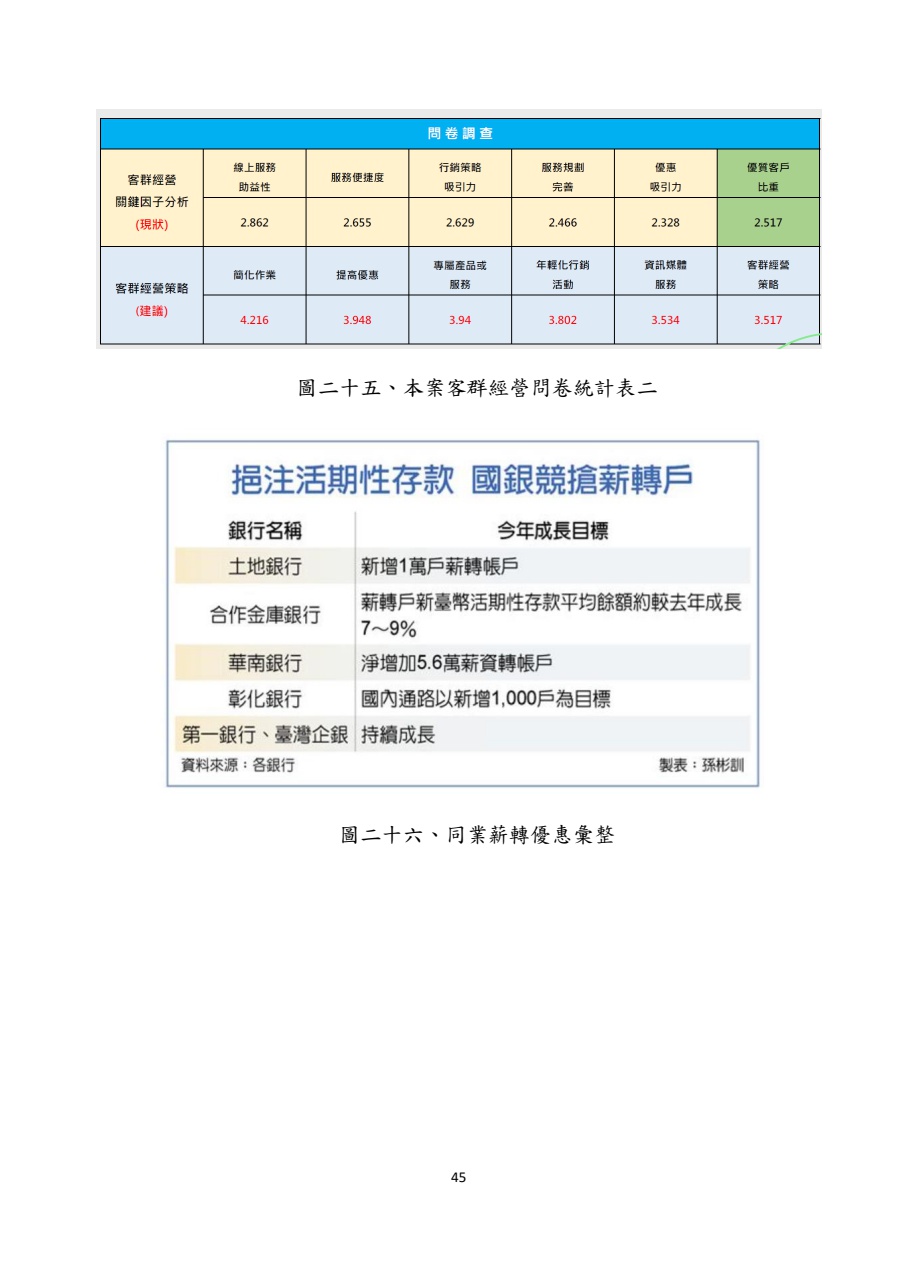 問卷調查
客群經營
關鍵因子分析
(現狀)
線上服務
助益性
服務便捷度
行銷策略
吸引力
服務規劃
完善
優惠
吸引力
優質客戶
比重
2.862
2.655
2.629
2.466
2.328
2.517
客群經營策略
(建議)
簡化作業
提高優惠
專屬產品或
服務
年輕化行銷
活動
資訊媒體
服務
客群經營
策略
4.216
3.948
3.94
3.802
3.534
3.517
圖二十五、本案客群經營問卷統計表二
挹注活期性存款 國銀競搶薪轉戶
銀行名稱 今年成長目標
土地銀行 新增1萬戶薪轉帳戶
合作金庫銀行 薪轉戶新臺幣活期性存款平均餘額約較去年成長
7~9%
華南銀行 淨增加5.6萬薪資轉帳戶
彰化銀行 國內通路以新增1,000戶為目標
第一銀行、臺灣企銀 持續成長
資料來源：各銀行 製表：孫彬訓
圖二十六、同業薪轉優惠彙整
45